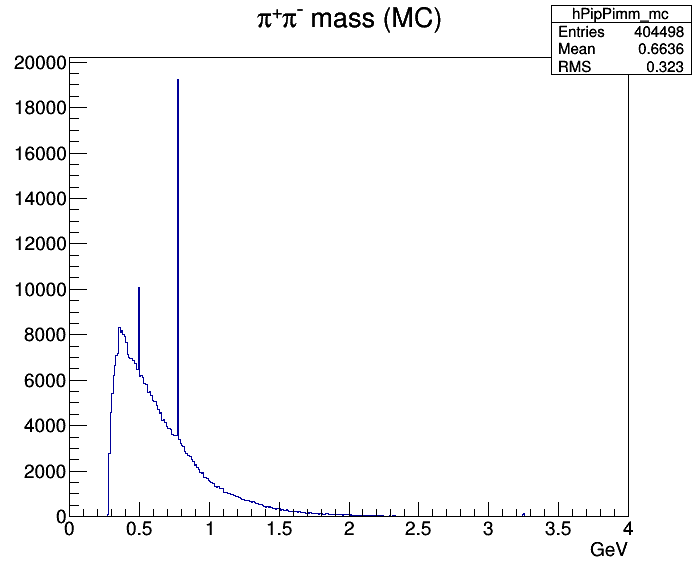 π⁺π⁻ mass (MC)
hPipPimm_mc
Entries 404498
Mean 0.6636
RMS 0.323
20000
18000
16000
14000
12000
10000
8000
6000
4000
2000
0
0 0.5 1 1.5 2 2.5 3 3.5 4
GeV